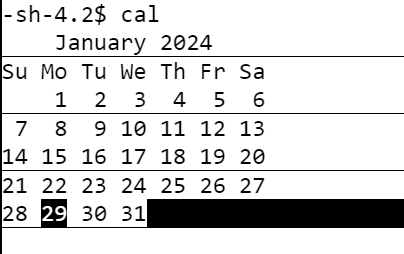 -sh-4.2$ cal
    January 2024
Su Mo Tu We Th Fr Sa
    1  2  3  4  5  6
 7  8  9 10 11 12 13
14 15 16 17 18 19 20
21 22 23 24 25 26 27
28 29 30 31